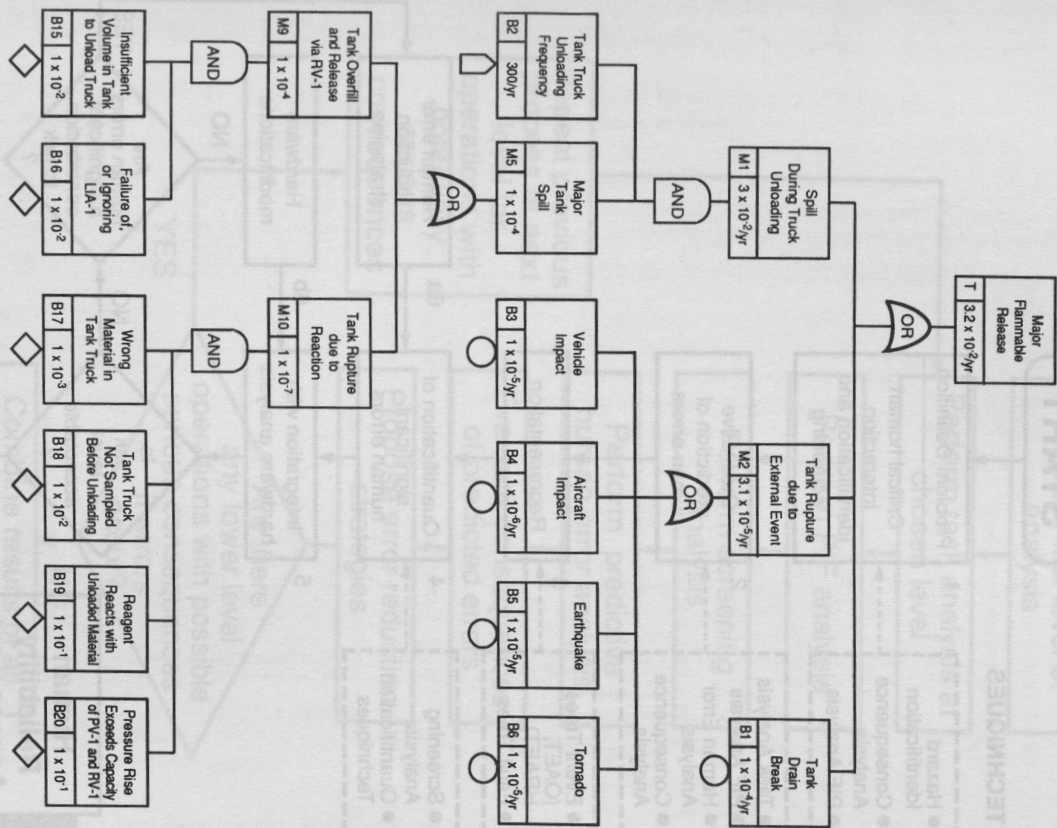 Major
Flammable
Release
T 3.2 x 10-2/yr
OR
Spill
During Truck
Unloading
M1 3 x 10-2/yr
Tank Rupture
due to
External Event
M2 3.1 x 10-5/yr
Tank
Drain
Break
B1 1 x 10-4/yr
AND
OR
Tank Truck
Unloading
Frequency
B2 300/yr
Major
Tank
Spill
M5 1 x 10-4
Vehicle
Impact
B3 1 x 10-5/yr
Aircraft
Impact
B4 1 x 10-6/yr
Earthquake
B5 1 x 10-5/yr
Tornado
B6 1 x 10-5/yr
OR
Tank Overfill
and Release
via RV-1
M9 1 x 10-4
Tank Rupture
due to
Reaction
M10 1 x 10-7
AND
AND
Insufficient
Volume in Tank
to Unload Truck
B15 1 x 10-2
Failure of,
or Ignoring
LIA-1
B16 1 x 10-2
Wrong
Material in
Tank Truck
B17 1 x 10-3
Tank Truck
Not Sampled
Before Unloading
B18 1 x 10-2
Reagent
Reacts with
Unloaded Material
B19 1 x 10-1
Pressure Rise
Exceeds Capacity
of PV-1 and RV-1
B20 1 x 10-1